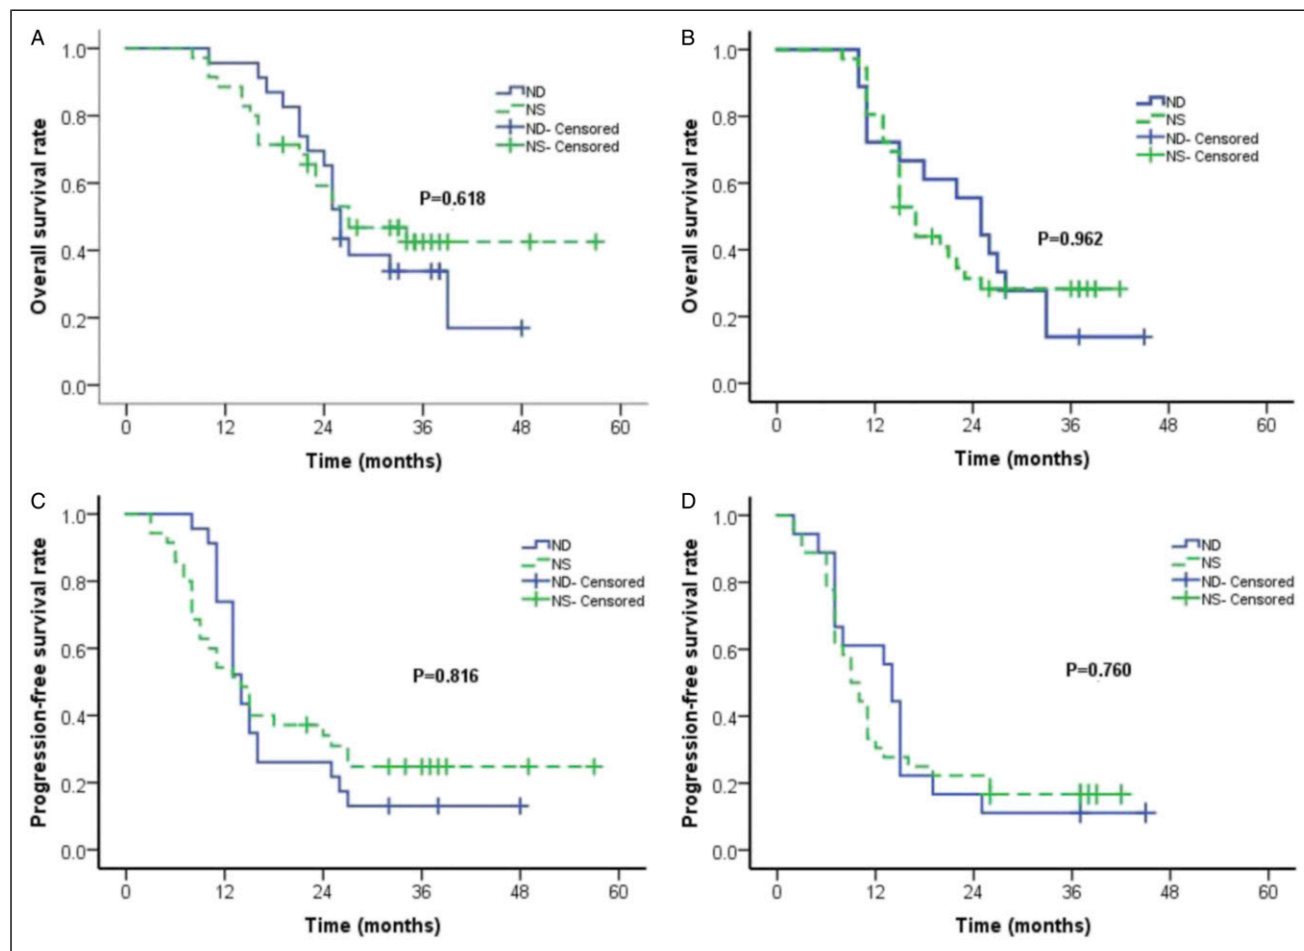 A
Overall survival rate
1.0
0.8
0.6
0.4
0.2
0.0
ND
NS
ND- Censored
NS- Censored
P=0.618
0 12 24 36 48 60
Time (months)
B
Overall survival rate
1.0
0.8
0.6
0.4
0.2
0.0
ND
NS
ND- Censored
NS- Censored
P=0.962
0 12 24 36 48 60
Time (months)
C
Progression-free survival rate
1.0
0.8
0.6
0.4
0.2
0.0
ND
NS
ND- Censored
NS- Censored
P=0.816
0 12 24 36 48 60
Time (months)
D
Progression-free survival rate
1.0
0.8
0.6
0.4
0.2
0.0
ND
NS
ND- Censored
NS- Censored
P=0.760
0 12 24 36 48 60
Time (months)